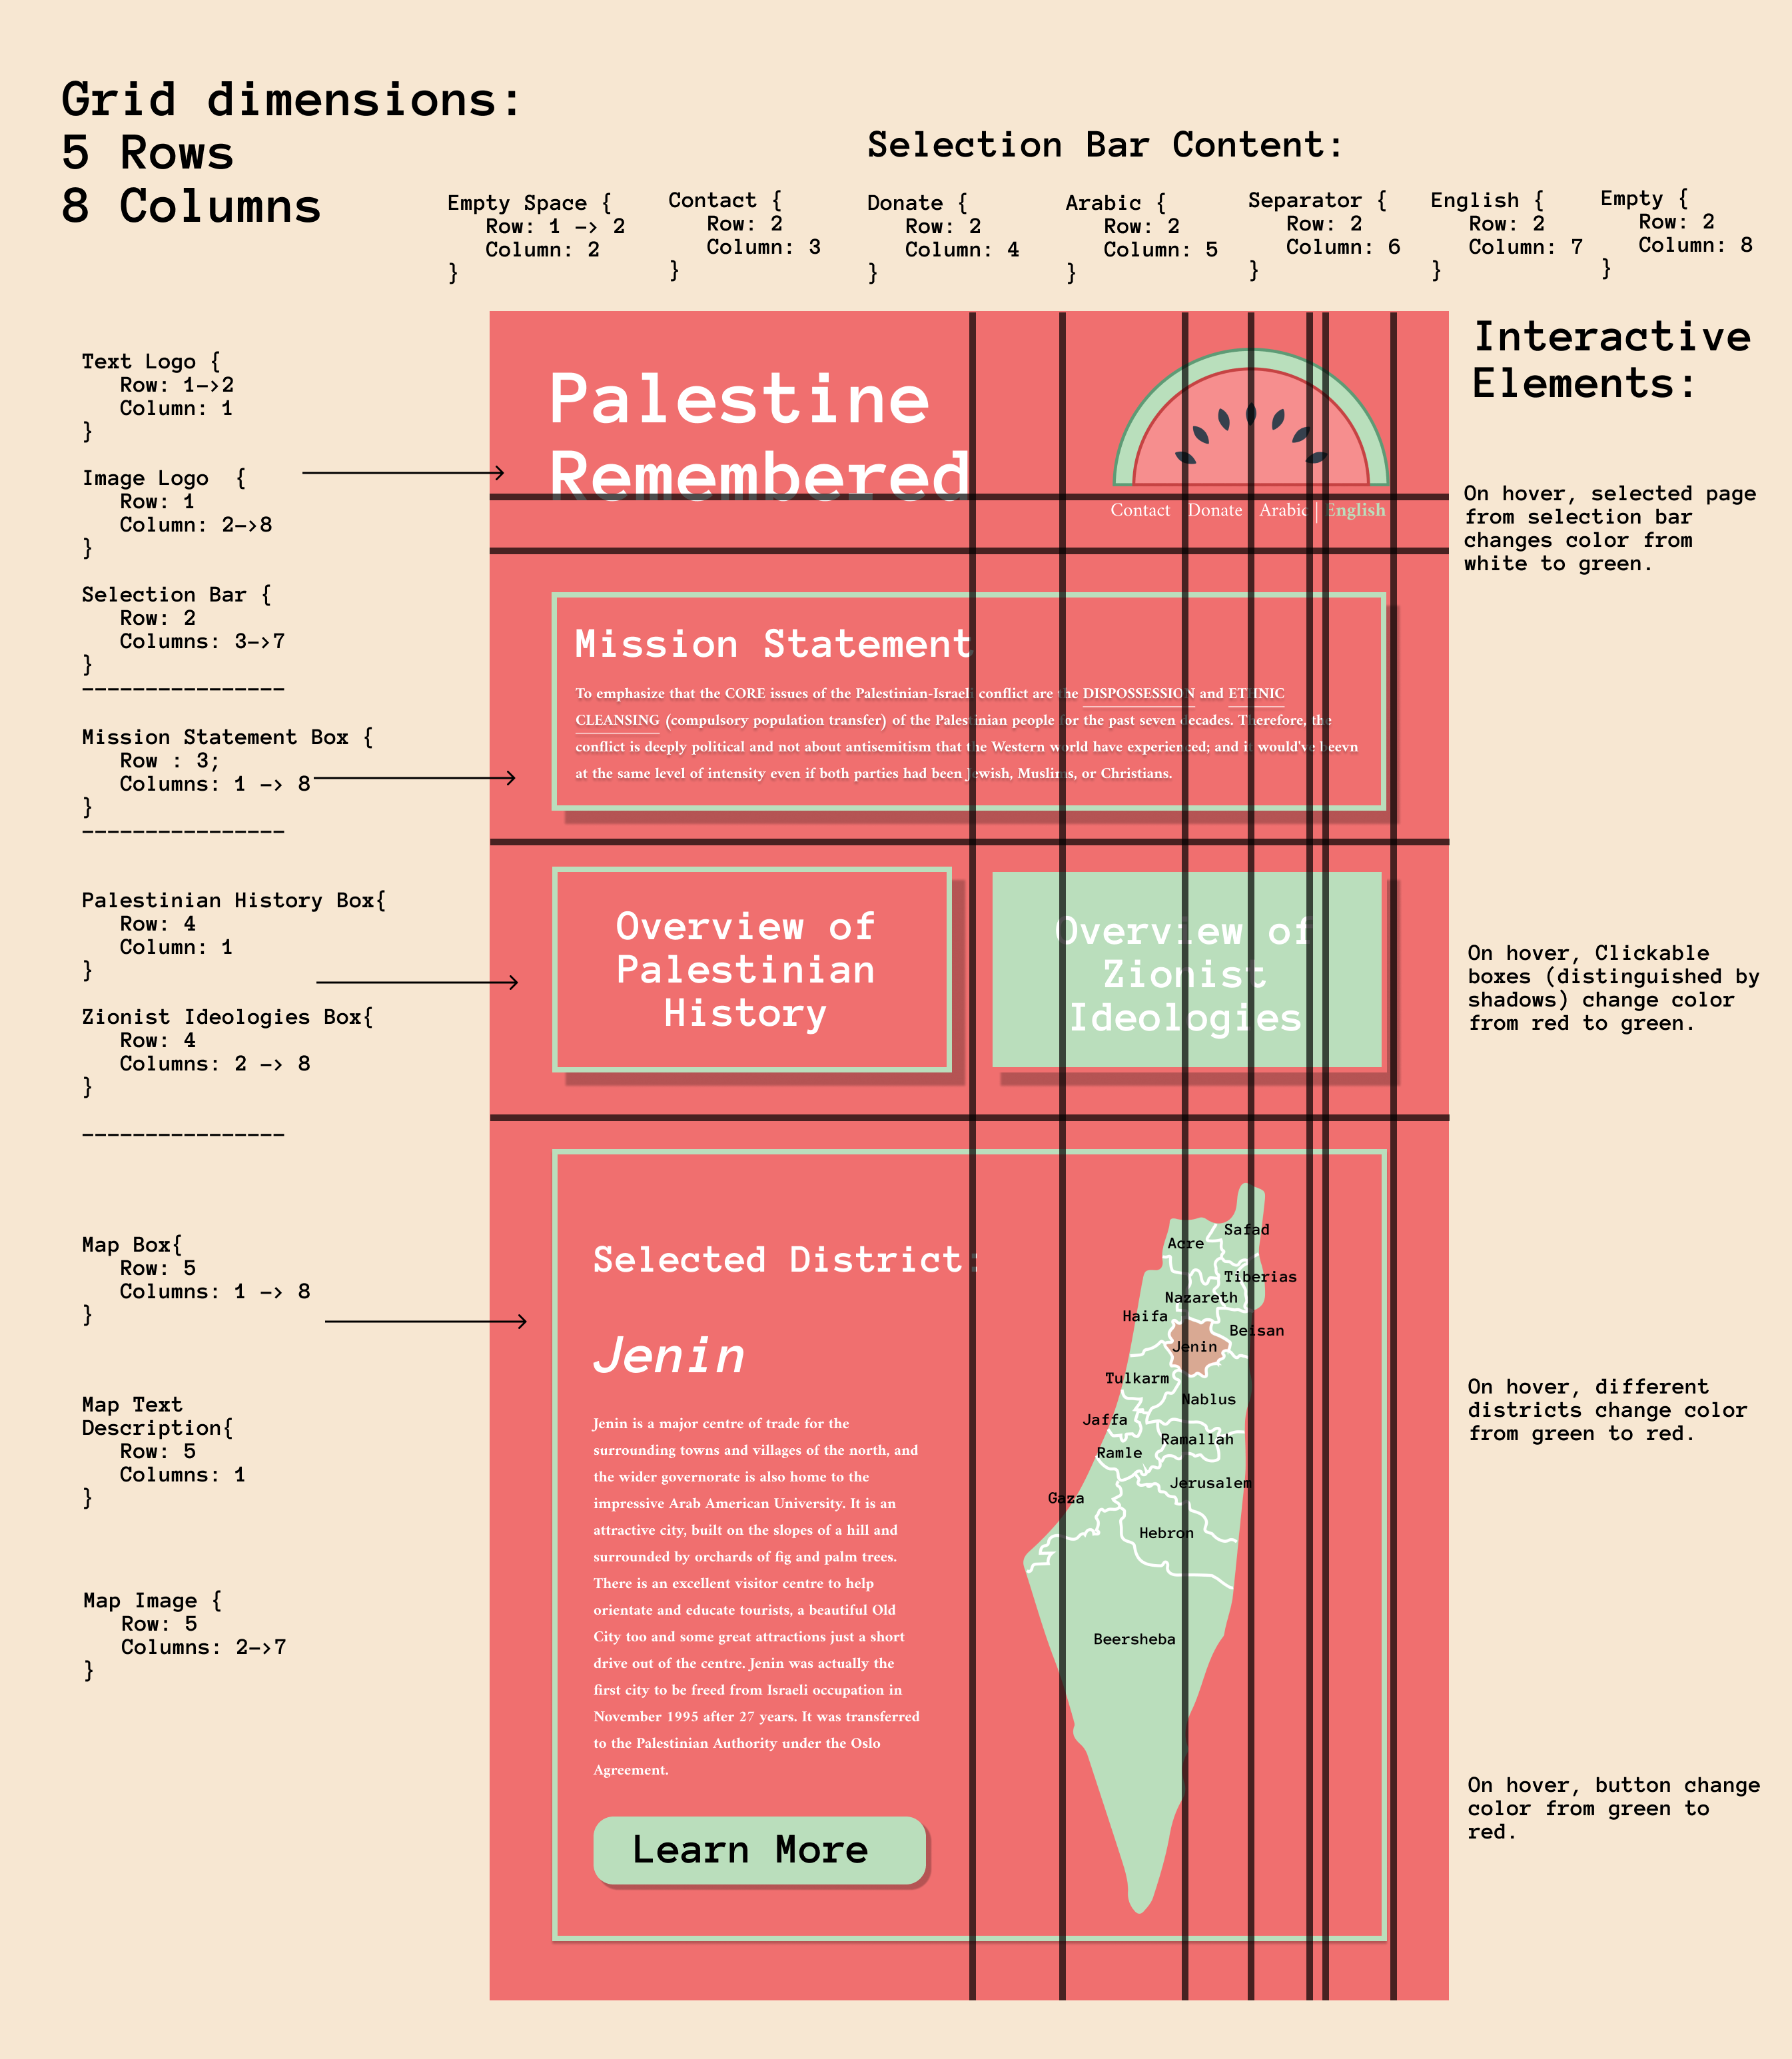 Grid dimensions:
5 Rows
8 Columns
Selection Bar Content:
Empty Space {
Row: 1 -> 2
Column: 2
}
Contact {
Row: 2
Column: 3
}
Donate {
Row: 2
Column: 4
}
Arabic {
Row: 2
Column: 5
}
Separator {
Row: 2
Column: 6
}
English {
Row: 2
Column: 7
}
Empty {
Row: 2
Column: 8
}
Text Logo {
Row: 1->2
Column: 1
}
Image Logo {
Row: 1
Column: 2->8
}
Selection Bar {
Row: 2
Columns: 3->7
}
----------------
Mission Statement Box {
Row : 3;
Columns: 1 -> 8
}
----------------
Palestinian History Box{
Row: 4
Column: 1
}
Zionist Ideologies Box{
Row: 4
Columns: 2 -> 8
}
----------------
Map Box{
Row: 5
Columns: 1 -> 8
}
Map Text
Description{
Row: 5
Columns: 1
}
Map Image {
Row: 5
Columns: 2->7
}
Palestine
Remembered
Contact Donate Arabic | English
Mission Statement
To emphasize that the CORE issues of the Palestinian-Israeli conflict are the DISPOSSESSION and ETHNIC
CLEANSING (compulsory population transfer) of the Palestinian people for the past seven decades. Therefore, the
conflict is deeply political and not about antisemitism that the Western world have experienced; and it would've beevn
at the same level of intensity even if both parties had been Jewish, Muslims, or Christians.
Overview of
Palestinian
History
Overview of
Zionist
Ideologies
Selected District:
Jenin
Jenin is a major centre of trade for the
surrounding towns and villages of the north, and
the wider governorate is also home to the
impressive Arab American University. It is an
attractive city, built on the slopes of a hill and
surrounded by orchards of fig and palm trees.
There is an excellent visitor centre to help
orientate and educate tourists, a beautiful Old
City too and some great attractions just a short
drive out of the centre. Jenin was actually the
first city to be freed from Israeli occupation in
November 1995 after 27 years. It was transferred
to the Palestinian Authority under the Oslo
Agreement.
Learn More
Safad
Acre
Tiberias
Nazareth
Haifa
Beisan
Jenin
Tulkarm
Nablus
Jaffa
Ramallah
Ramle
Jerusalem
Gaza
Hebron
Beersheba
Interactive
Elements:
On hover, selected page
from selection bar
changes color from
white to green.
On hover, Clickable
boxes (distinguished by
shadows) change color
from red to green.
On hover, different
districts change color
from green to red.
On hover, button change
color from green to
red.